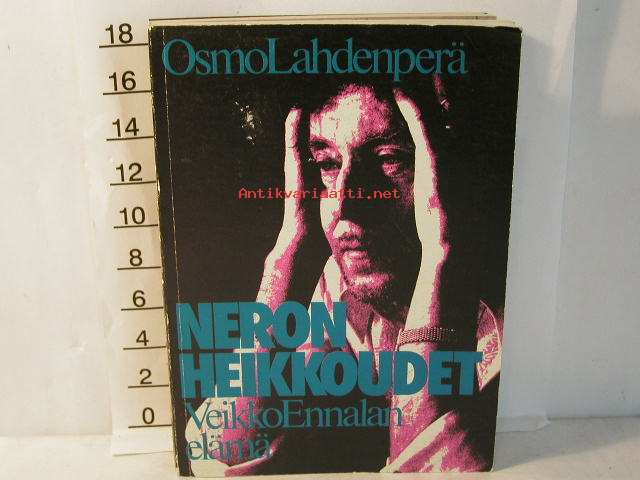 18
16
14
12
10
8
6
4
2
0
OsmoLahdenperä
Antikvariaatti.net
NERON
HEIKKOUDET
VeikkoEnnalan
elämä